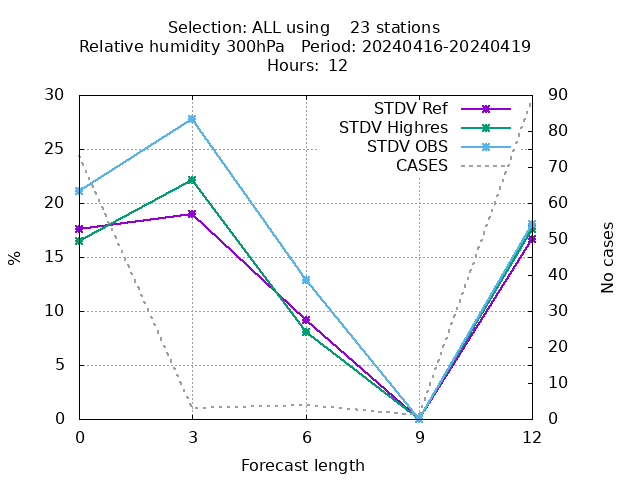 Selection: ALL using    23 stations
Relative humidity 300hPa   Period: 20240416-20240419
Hours: 12
30
25
20
15
10
5
0
%
STDV Ref
STDV Highres
STDV OBS
CASES
90
80
70
60
50
40
30
20
10
0
No cases
0 3 6 9 12
Forecast length